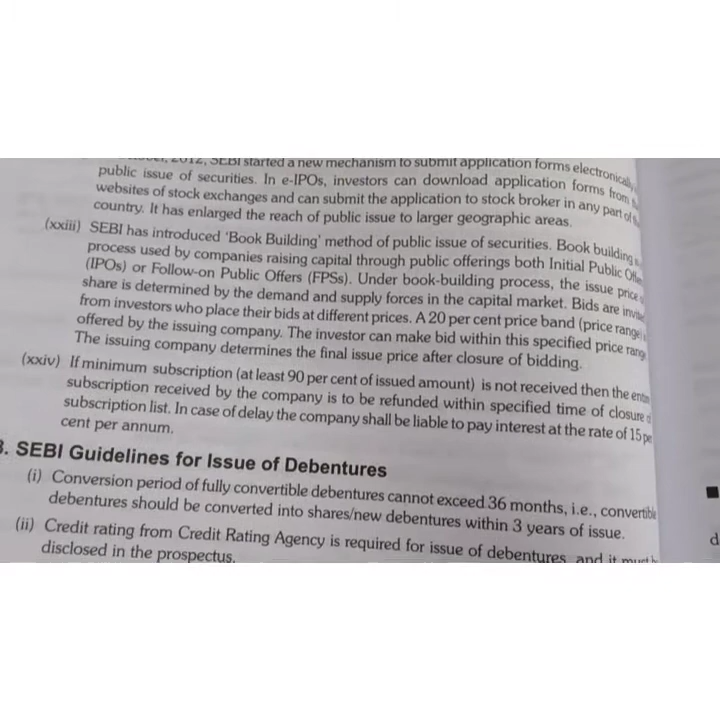 2012, SEBI started a new mechanism to submit application forms electronically,
public issue of securities. In e-IPOs, investors can download application forms from
websites of stock exchanges and can submit the application to stock broker in any part of
country. It has enlarged the reach of public issue to larger geographic areas.
(xxiii) SEBI has introduced 'Book Building' method of public issue of securities. Book building
process used by companies raising capital through public offerings both Initial Public
(IPOs) or Follow-on Public Offers (FPSs). Under book-building process, the issue price
share is determined by the demand and supply forces in the capital market. Bids are
from investors who place their bids at different prices. A 20 per cent price band (price range)
offered by the issuing company. The investor can make bid within this specified price
The issuing company determines the final issue price after closure of bidding.
(xxiv) If minimum subscription (at least 90 per cent of issued amount) is not received then the
subscription received by the company is to be refunded within specified time of closure
subscription list. In case of delay the company shall be liable to pay interest at the rate of 15
cent per annum.
3. SEBI Guidelines for Issue of Debentures
(i) Conversion period of fully convertible debentures cannot exceed 36 months, i.e., convertible
debentures should be converted into shares/new debentures within 3 years of issue.
(ii) Credit rating from Credit Rating Agency is required for issue of debentures and it must
disclosed in the prospectus.
d